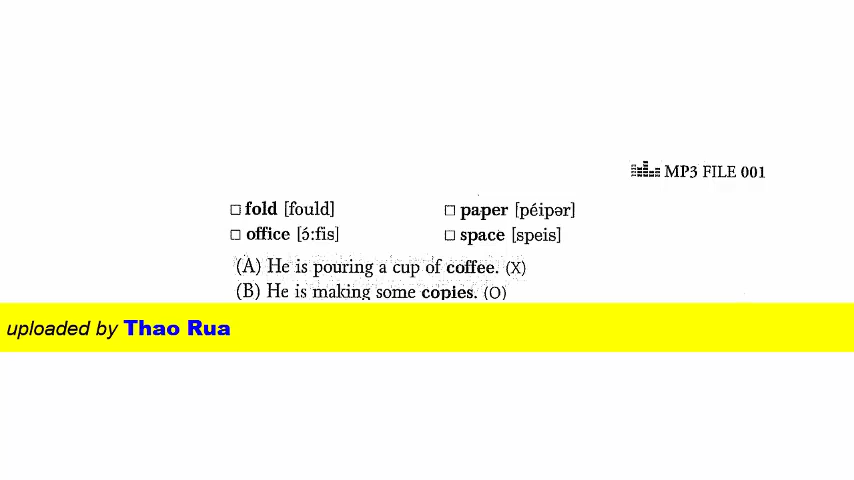 MP3 FILE 001
□ fold [fould] □ paper [péipər]
□ office [ɔ́:fis] □ space [speis]
(A) He is pouring a cup of coffee. (X)
(B) He is making some copies. (O)
uploaded by Thao Rua